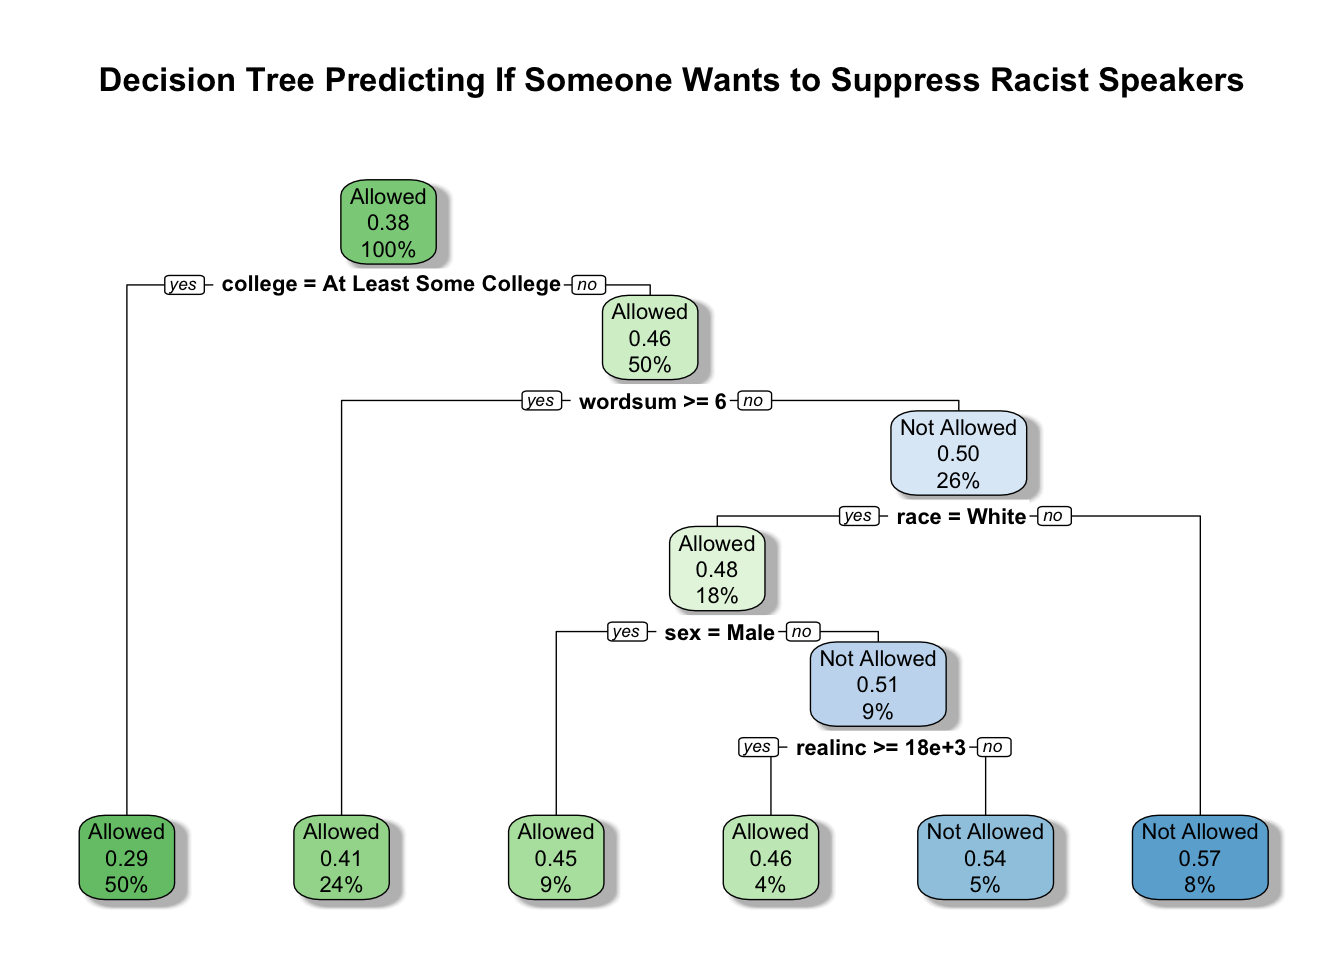 Decision Tree Predicting If Someone Wants to Suppress Racist Speakers
Allowed
0.38
100%
yes college = At Least Some College no
Allowed
0.46
50%
yes wordsum >= 6 no
Not Allowed
0.50
26%
yes race = White no
Allowed
0.48
18%
yes sex = Male no
Not Allowed
0.51
9%
yes realinc >= 18e+3 no
Allowed
0.29
50%
Allowed
0.41
24%
Allowed
0.45
9%
Allowed
0.46
4%
Not Allowed
0.54
5%
Not Allowed
0.57
8%